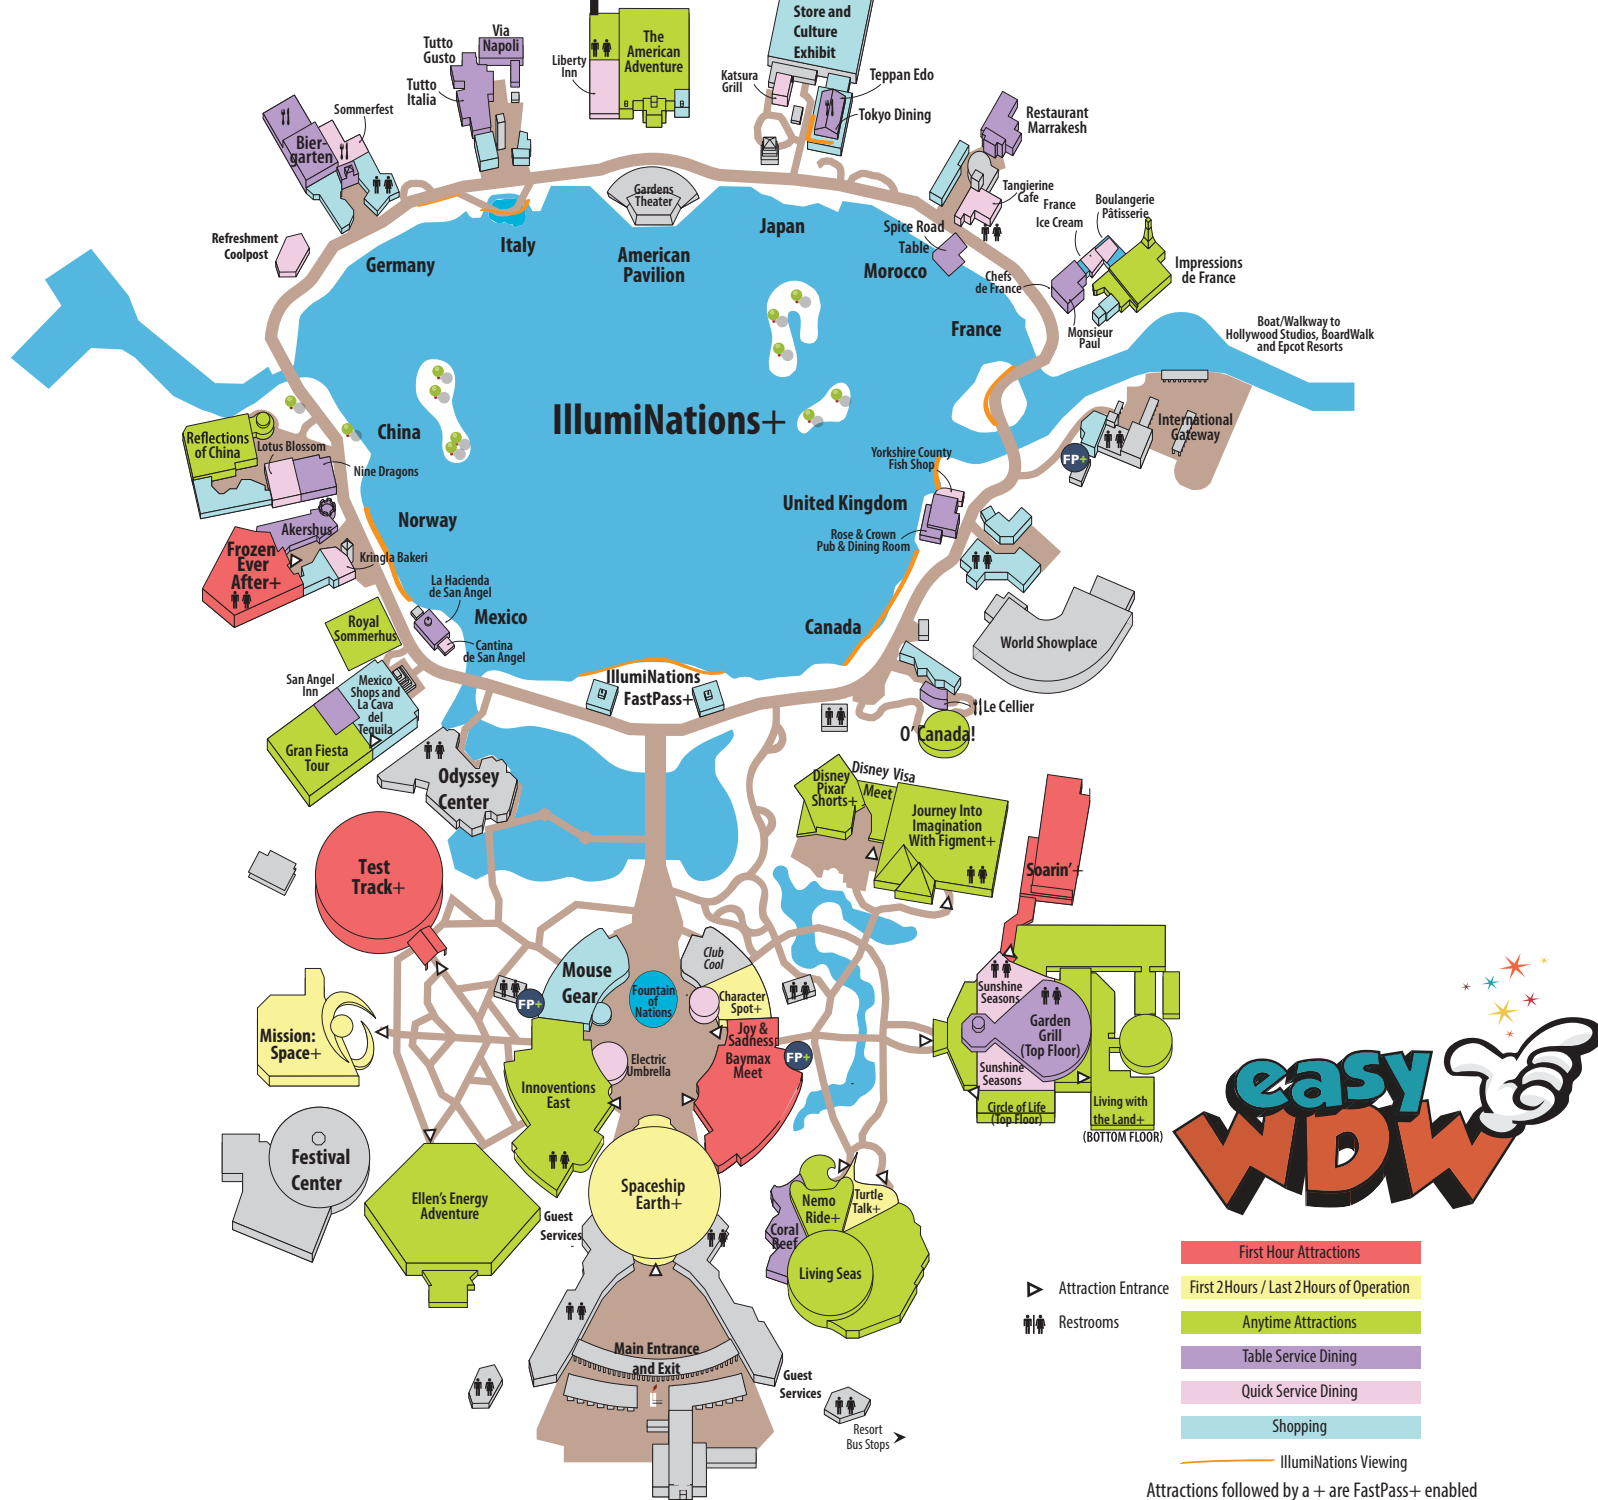 Store and
Culture
Exhibit
Via
Napoli
Tutto
Gusto
Tutto
Italia
Liberty
Inn
The
American
Adventure
Katsura
Grill
Teppan Edo
Tokyo Dining
Restaurant
Marrakesh
Sommerfest
Bier-
garten
Gardens
Theater
Tangierine
Cafe
France
Ice Cream
Boulangerie
Pâtisserie
Refreshment
Coolpost
Germany
Italy
American
Pavilion
Japan
Spice Road
Table
Morocco
Chefs
de France
Impressions
de France
Monsieur
Paul
France
Boat/Walkway to
Hollywood Studios, BoardWalk
and Epcot Resorts
IllumiNations+
International
Gateway
FP+
Reflections
of China
Lotus Blossom
China
Nine Dragons
Yorkshire County
Fish Shop
United Kingdom
Rose & Crown
Pub & Dining Room
Norway
Akershus
Frozen
Ever
After+
Kringla Bakeri
La Hacienda
de San Angel
Mexico
Cantina
de San Angel
Royal
Sommerhus
Canada
World Showplace
San Angel
Inn
Mexico
Shops and
La Cava
del
Tequila
Gran Fiesta
Tour
IllumiNations
FastPass+
Le Cellier
O' Canada!
Odyssey
Center
Disney
Pixar
Shorts+
Disney Visa
Meet
Journey Into
Imagination
With Figment+
Soarin'+
Test
Track+
Mouse
Gear
Club
Cool
Fountain
of
Nations
Character
Spot+
FP+
Mission:
Space+
Joy &
Sadness
Baymax
Meet
FP+
Electric
Umbrella
Innoventions
East
Sunshine
Seasons
Garden
Grill
(Top Floor)
Sunshine
Seasons
Circle of Life
(Top Floor)
Living with
the Land+
(BOTTOM FLOOR)
easy
WDW
Festival
Center
Ellen's Energy
Adventure
Guest
Services
Spaceship
Earth+
Nemo
Ride+
Turtle
Talk+
Coral
Reef
Living Seas
Main Entrance
and Exit
Guest
Services
Resort
Bus Stops
Attraction Entrance
Restrooms
First Hour Attractions
First 2 Hours / Last 2 Hours of Operation
Anytime Attractions
Table Service Dining
Quick Service Dining
Shopping
IllumiNations Viewing
Attractions followed by a + are FastPass+ enabled